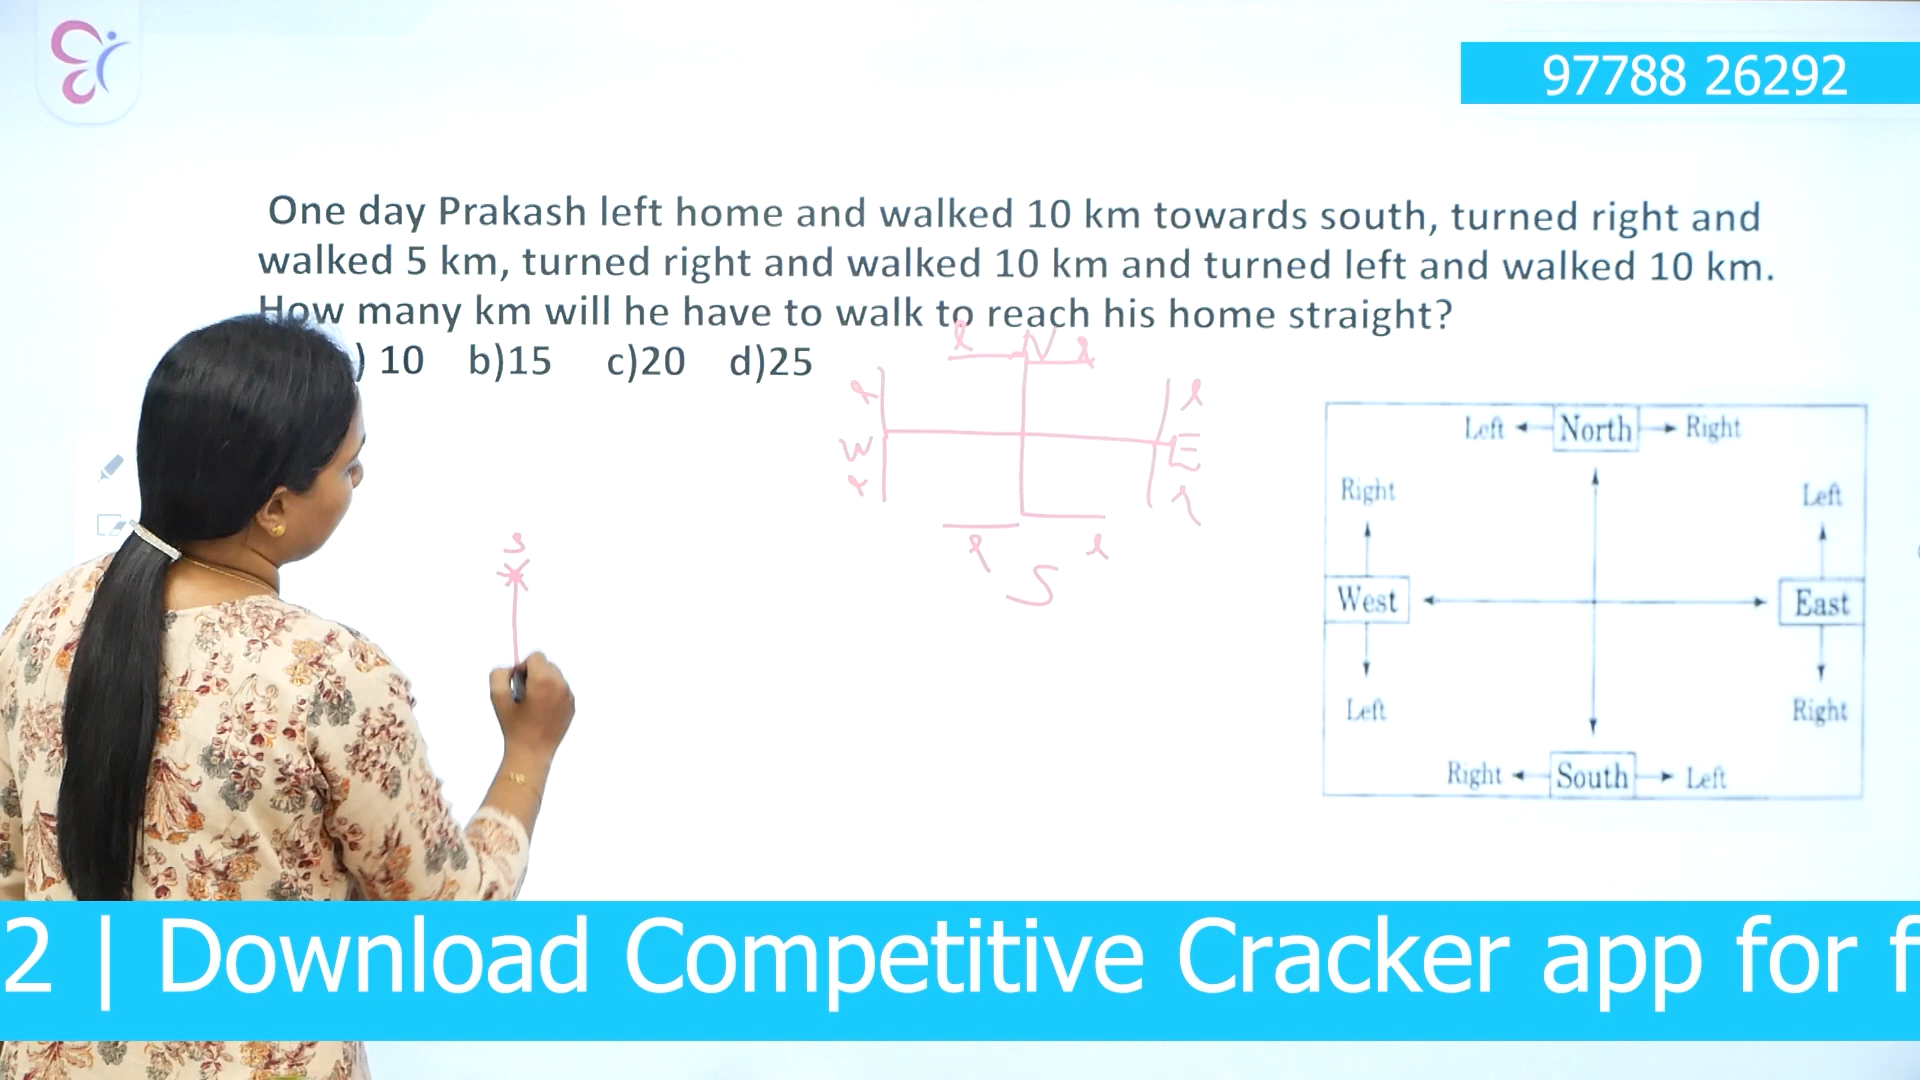 97788 26292
One day Prakash left home and walked 10 km towards south, turned right and
walked 5 km, turned right and walked 10 km and turned left and walked 10 km.
How many km will he have to walk to reach his home straight?
) 10 b)15 c)20 d)25
l N r
r l
W E
r
r l
S
s
Left North Right
Right Left
West East
Left Right
Right South Left
2 | Download Competitive Cracker app for f